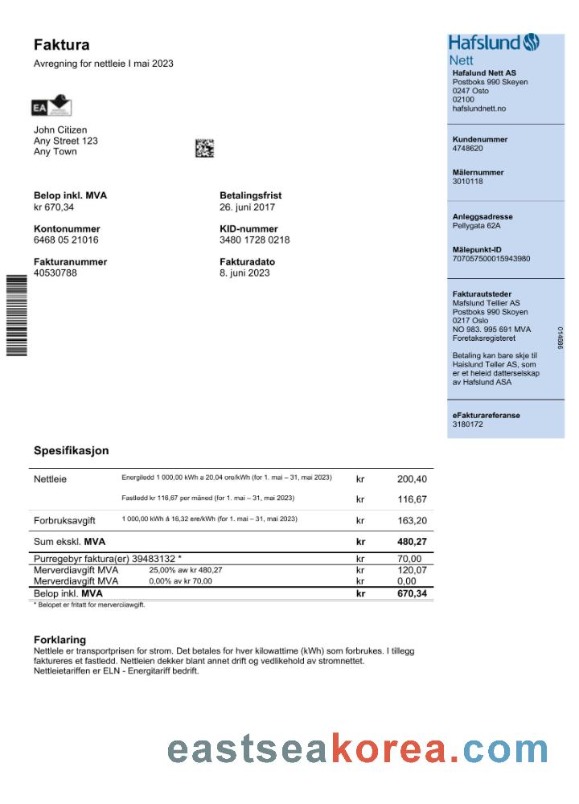 Faktura
Avregning for nettleie I mai 2023
EA
John Citizen
Any Street 123
Any Town
Belop inkl. MVA
kr 670,34
Betalingsfrist
26. juni 2017
Kontonummer
6468 05 21016
KID-nummer
3480 1728 0218
Fakturanummer
40530788
Fakturadato
8. juni 2023
Hafslund
Nett
Hafalund Nett AS
Postboks 990 Skeyen
0247 Oslo
02100
hafslundnett.no
Kundenummer
4748620
Målernummer
3010118
Anleggsadresse
Pellygata 62A
Målepunkt-ID
707057500015943980
Fakturautsteder
Mafslund Tellier AS
Postboks 990 Skoyen
0217 Oslo
NO 983. 995 691 MVA
Foretaksregisteret
Betaling kan bare skje til
Haislund Teller AS, som
er et heleid datterselskap
av Hafslund ASA
eFakturareferanse
3180172
Spesifikasjon
Nettleie Energiledd 1 000,00 kWh a 20,04 ore/kWh (for 1. mai – 31, mai 2023) kr 200,40
Fastledd kr 116,67 per måned (for 1. mai – 31, mai 2023) kr 116,67
Forbruksavgift 1 000,00 kWh á 16,32 ere/kWh (for 1. mai – 31, mai 2023) kr 163,20
Sum ekskl. MVA kr 480,27
Purregebyr faktura(er) 39483132 * kr 70,00
Merverdiavgift MVA 25,00% aw kr 480,27 kr 120,07
Merverdiavgift MVA 0,00% av kr 70,00 kr 0,00
Belop inkl. MVA kr 670,34
* Belopet er fritatt for merverdiawgift.
Forklaring
Nettlele er transportprisen for strom. Det betales for hver kilowattime (kWh) som forbrukes. I tillegg
faktureres et fastledd. Nettleien dekker blant annet drift og vedlikehold av stromnettet.
Nettleietariffen er ELN - Energitariff bedrift.
eastseakorea.com